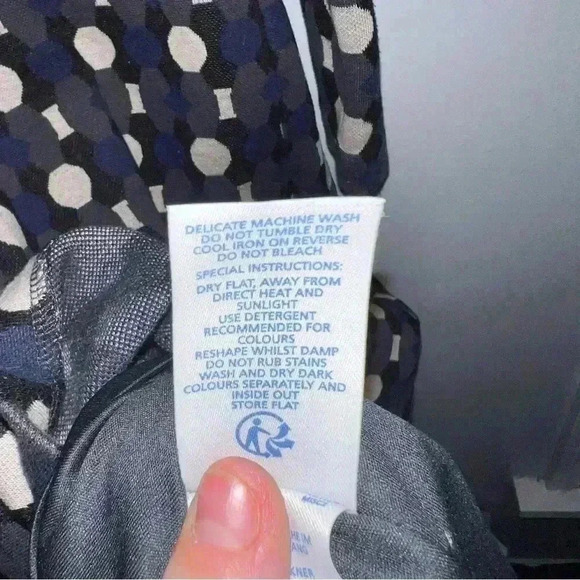 DELICATE MACHINE WASH
DO NOT TUMBLE DRY
COOL IRON ON REVERSE
DO NOT BLEACH
SPECIAL INSTRUCTIONS:
DRY FLAT, AWAY FROM
DIRECT HEAT AND
SUNLIGHT
USE DETERGENT
RECOMMENDED FOR
COLOURS
RESHAPE WHILST DAMP
DO NOT RUB STAINS
WASH AND DRY DARK
COLOURS SEPARATELY AND
INSIDE OUT
STORE FLAT